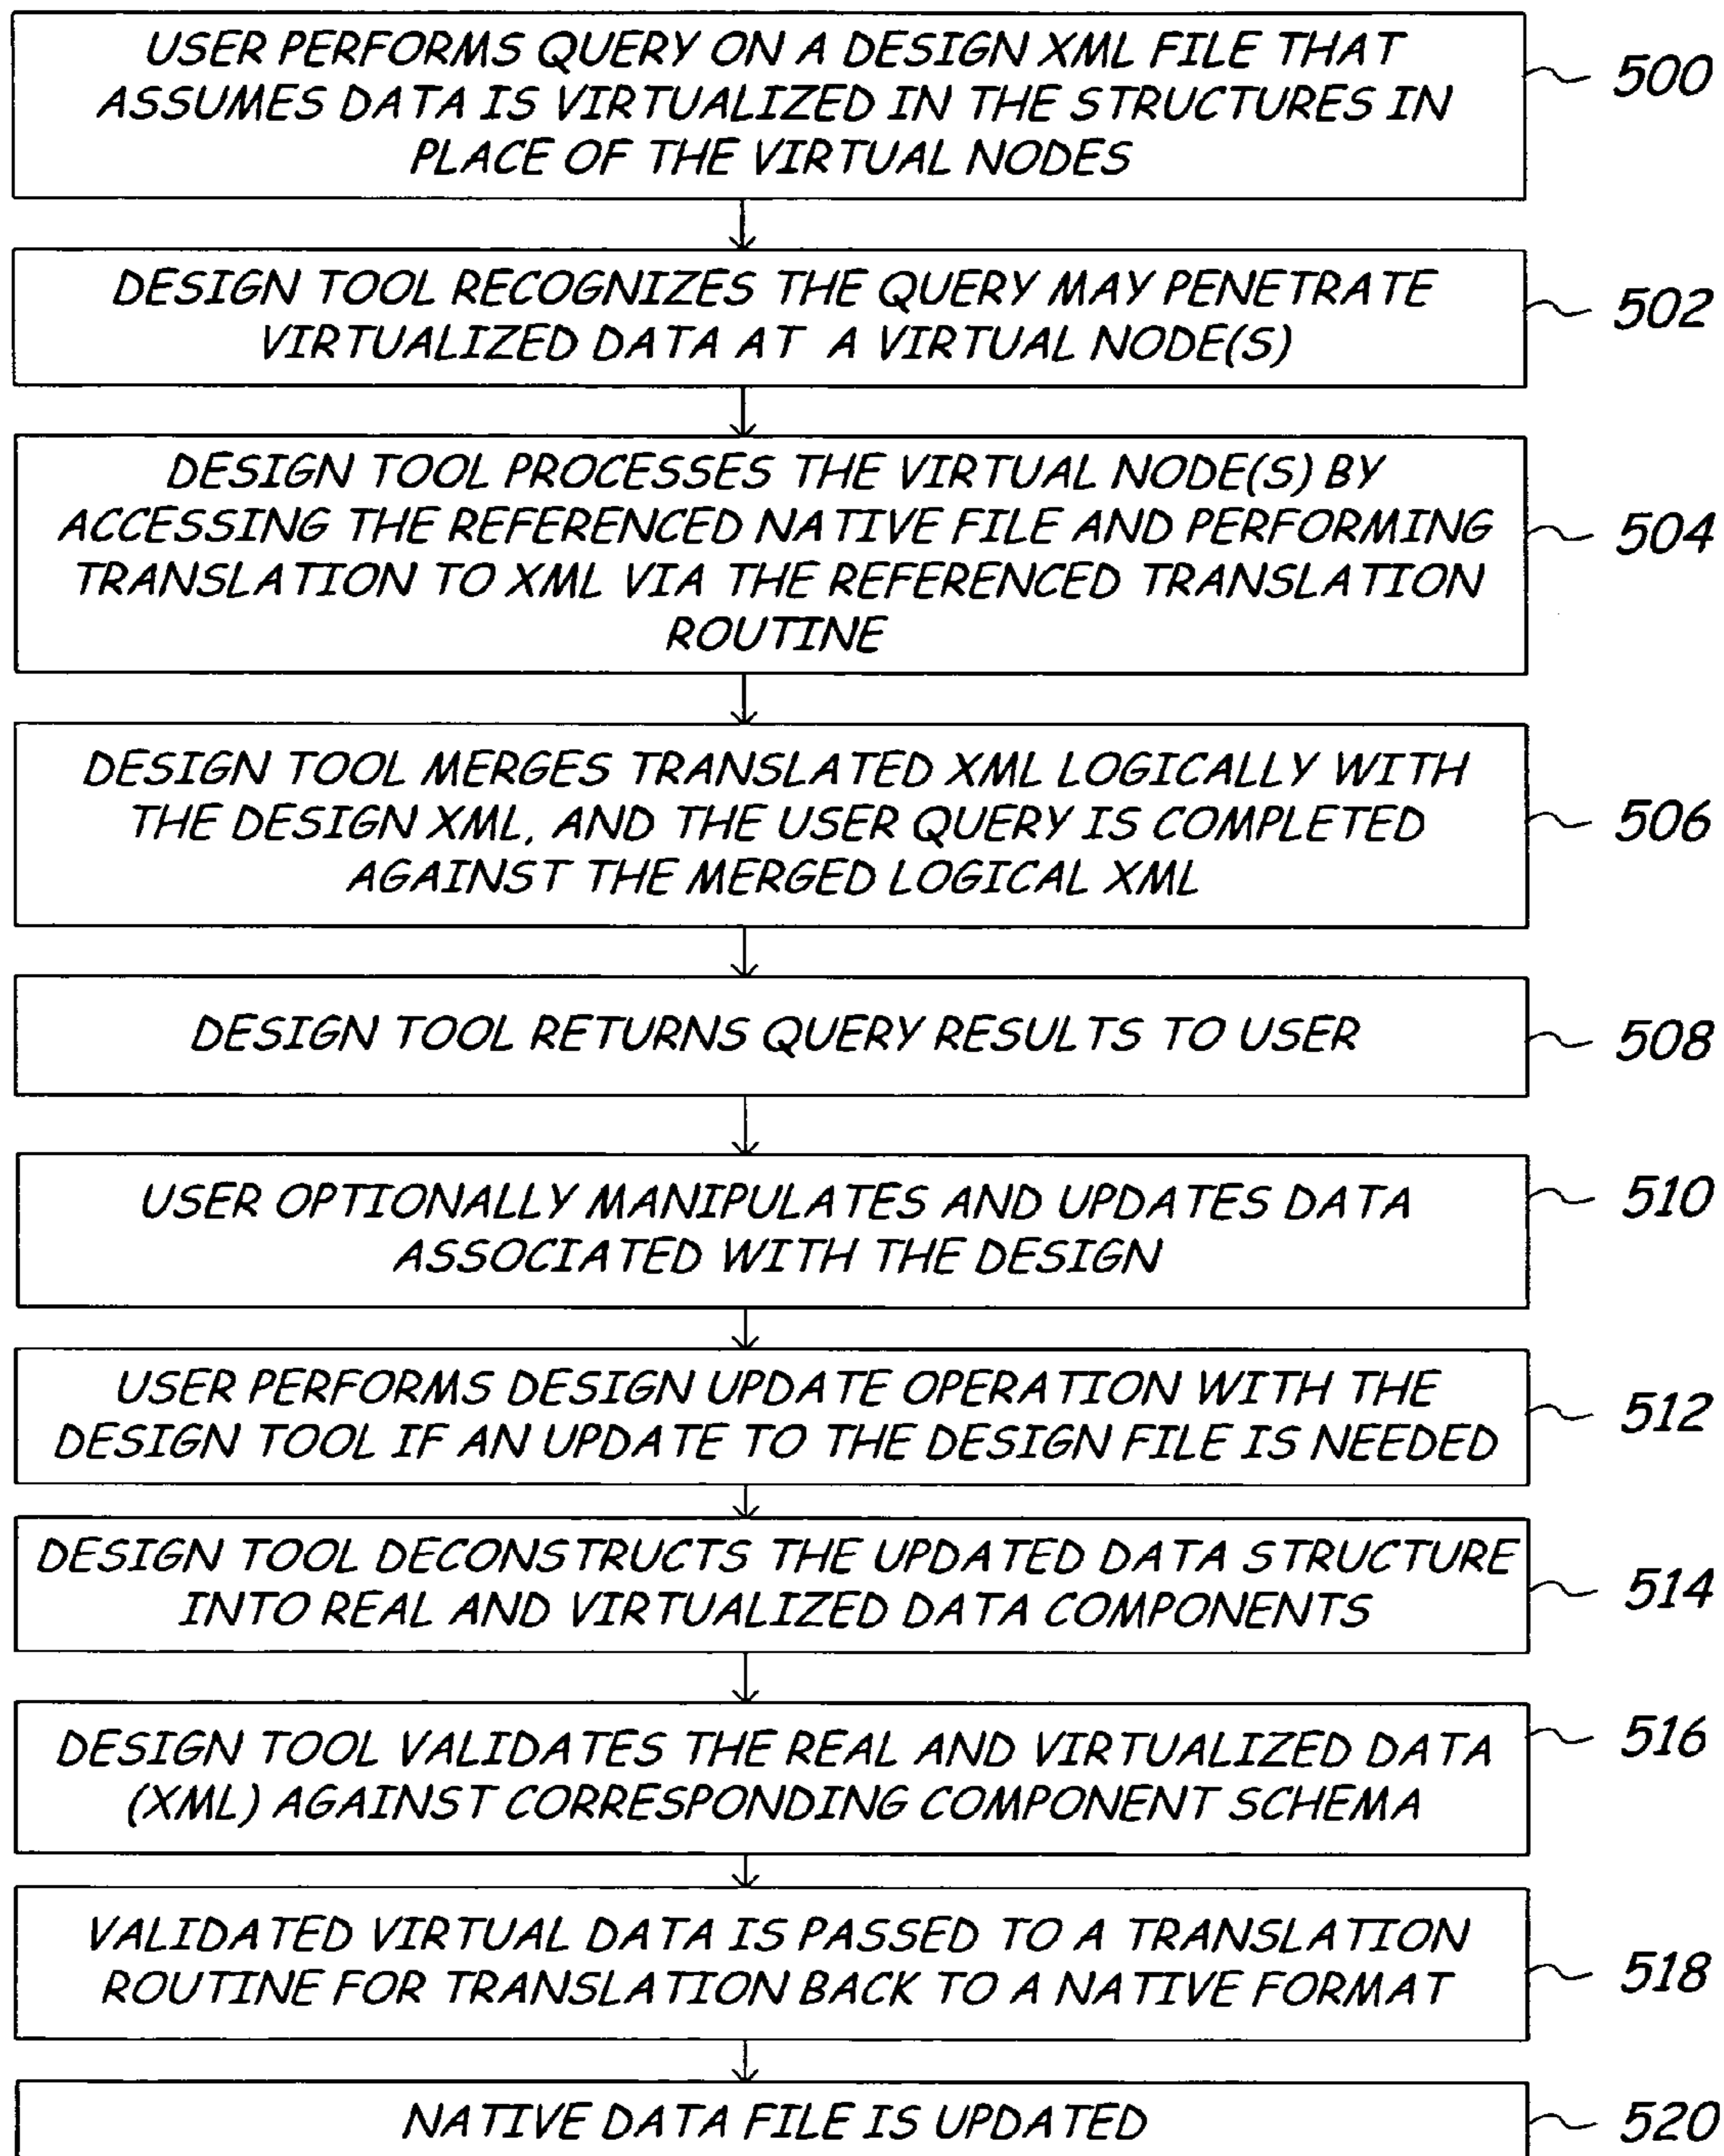 USER PERFORMS QUERY ON A DESIGN XML FILE THAT
ASSUMES DATA IS VIRTUALIZED IN THE STRUCTURES IN
PLACE OF THE VIRTUAL NODES
500
DESIGN TOOL RECOGNIZES THE QUERY MAY PENETRATE
VIRTUALIZED DATA AT A VIRTUAL NODE(S)
502
DESIGN TOOL PROCESSES THE VIRTUAL NODE(S) BY
ACCESSING THE REFERENCED NATIVE FILE AND PERFORMING
TRANSLATION TO XML VIA THE REFERENCED TRANSLATION
ROUTINE
504
DESIGN TOOL MERGES TRANSLATED XML LOGICALLY WITH
THE DESIGN XML, AND THE USER QUERY IS COMPLETED
AGAINST THE MERGED LOGICAL XML
506
DESIGN TOOL RETURNS QUERY RESULTS TO USER
508
USER OPTIONALLY MANIPULATES AND UPDATES DATA
ASSOCIATED WITH THE DESIGN
510
USER PERFORMS DESIGN UPDATE OPERATION WITH THE
DESIGN TOOL IF AN UPDATE TO THE DESIGN FILE IS NEEDED
512
DESIGN TOOL DECONSTRUCTS THE UPDATED DATA STRUCTURE
INTO REAL AND VIRTUALIZED DATA COMPONENTS
514
DESIGN TOOL VALIDATES THE REAL AND VIRTUALIZED DATA
(XML) AGAINST CORRESPONDING COMPONENT SCHEMA
516
VALIDATED VIRTUAL DATA IS PASSED TO A TRANSLATION
ROUTINE FOR TRANSLATION BACK TO A NATIVE FORMAT
518
NATIVE DATA FILE IS UPDATED
520